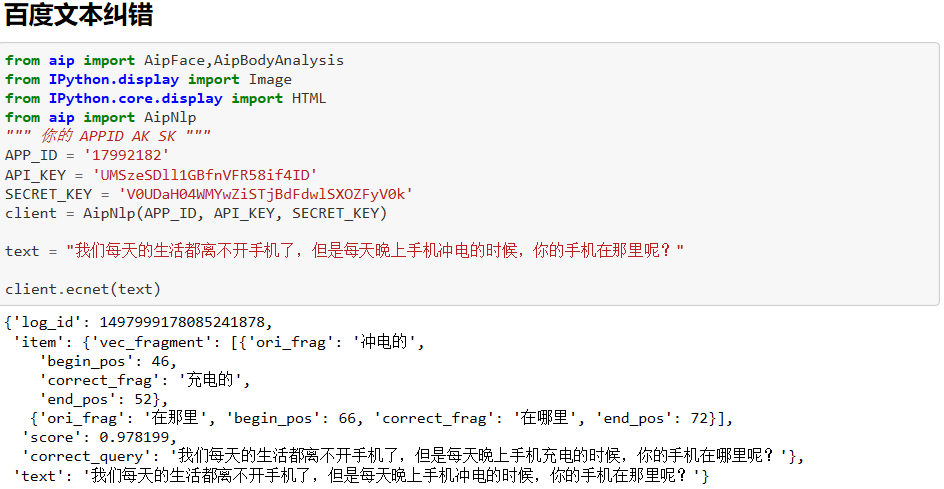 百度文本纠错
from aip import AipFace,AipBodyAnalysis
from IPython.display import Image
from IPython.core.display import HTML
from aip import AipNlp
""" 你的 APPID AK SK """
APP_ID = '17992182'
API_KEY = 'UMSzeSDll1GBfnVFR58if4ID'
SECRET_KEY = 'V0UDaH04WMYwZiSTjBdFdwlSXOZFyV0k'
client = AipNlp(APP_ID, API_KEY, SECRET_KEY)
text = "我们每天的生活都离不开手机了，但是每天晚上手机冲电的时候，你的手机在那里呢？"
client.ecnet(text)
{'log_id': 1497999178085241878,
'item': {'vec_fragment': [{'ori_frag': '冲电的',
'begin_pos': 46,
'correct_frag': '充电的',
'end_pos': 52},
{'ori_frag': '在那里', 'begin_pos': 66, 'correct_frag': '在哪里', 'end_pos': 72}],
'score': 0.978199,
'correct_query': '我们每天的生活都离不开手机了，但是每天晚上手机充电的时候，你的手机在哪里呢？'},
'text': '我们每天的生活都离不开手机了，但是每天晚上手机冲电的时候，你的手机在那里呢？'}